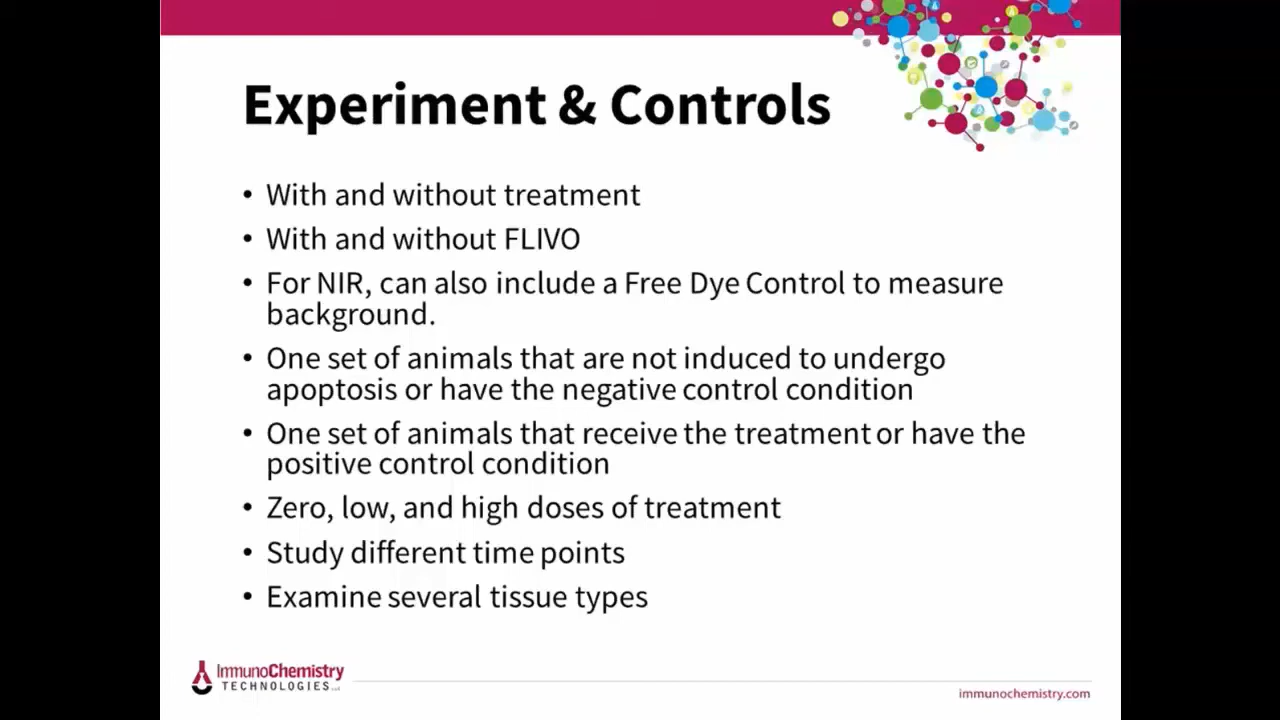 Experiment & Controls
• With and without treatment
• With and without FLIVO
• For NIR, can also include a Free Dye Control to measure
background.
• One set of animals that are not induced to undergo
apoptosis or have the negative control condition
• One set of animals that receive the treatment or have the
positive control condition
• Zero, low, and high doses of treatment
• Study different time points
• Examine several tissue types
ImmunoChemistry
TECHNOLOGIES LLC
immunochemistry.com